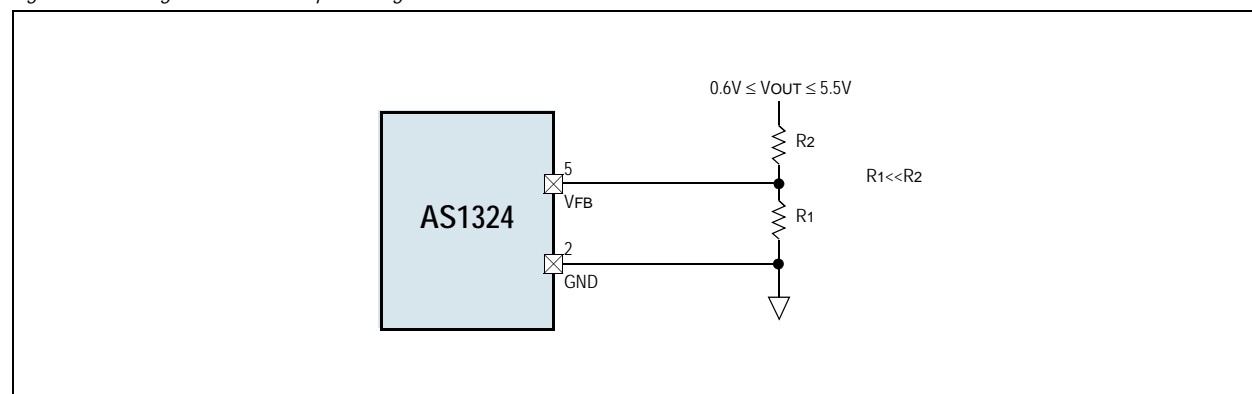 0.6V ≤ VOUT ≤ 5.5V
R2
5
R1<<R2
VFB
AS1324
R1
2
GND